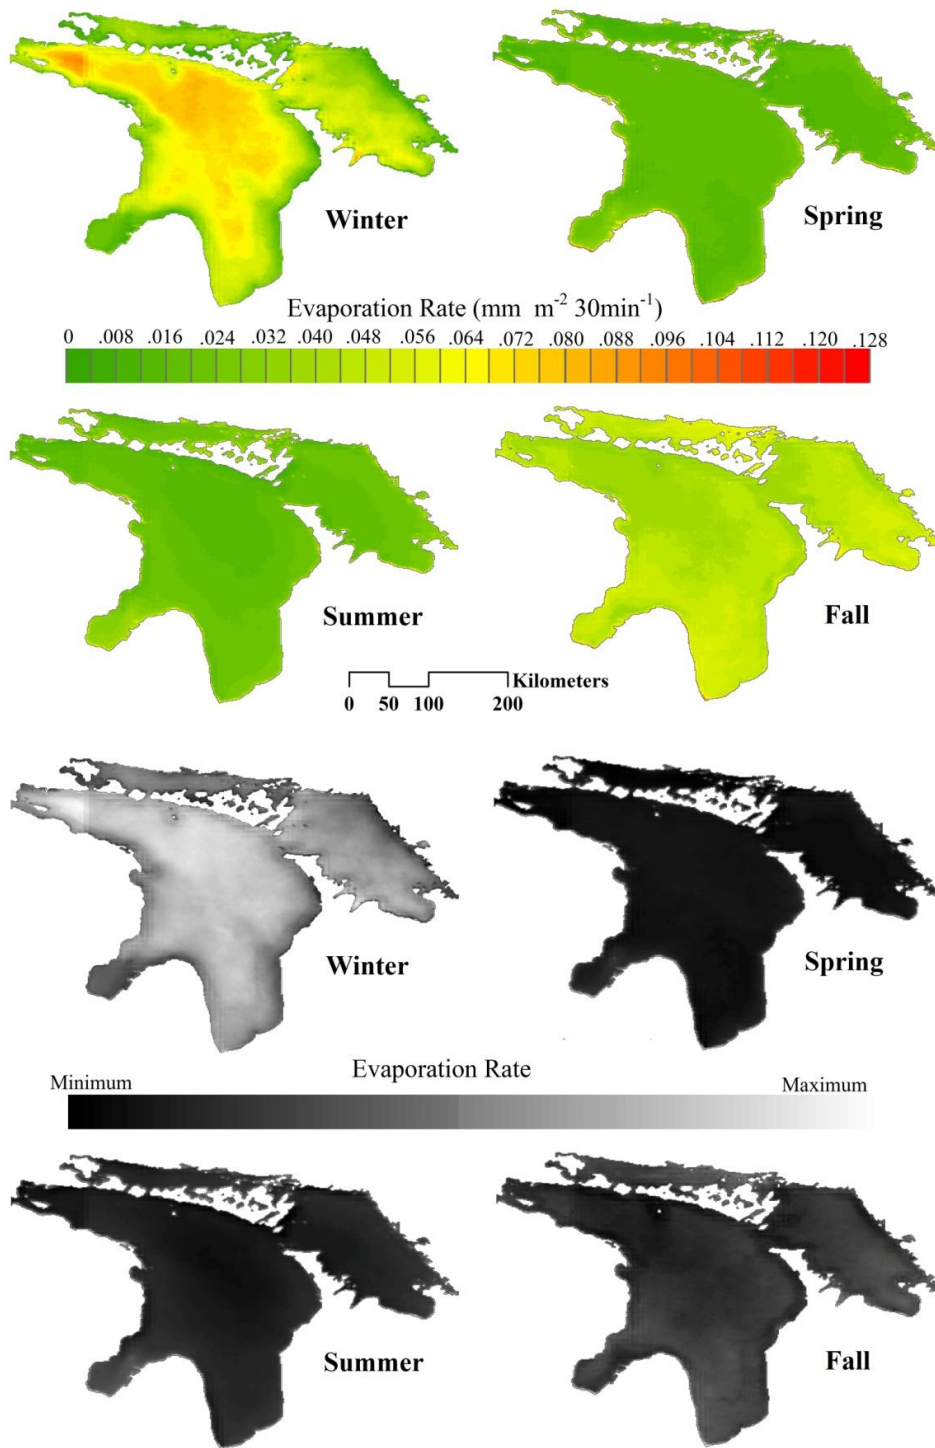 Winter
Spring
Evaporation Rate (mm m-2 30min-1)
0 .008 .016 .024 .032 .040 .048 .056 .064 .072 .080 .088 .096 .104 .112 .120 .128
Summer
Fall
Kilometers
0 50 100 200
Winter
Spring
Evaporation Rate
Minimum
Maximum
Summer
Fall